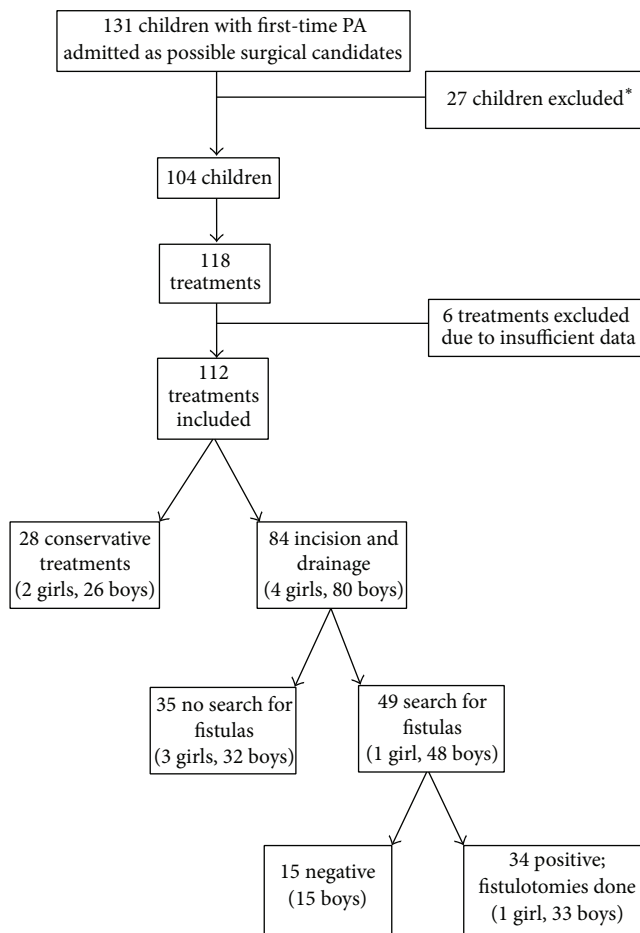 131 children with first-time PA
admitted as possible surgical candidates
27 children excluded*
104 children
118
treatments
6 treatments excluded
due to insufficient data
112
treatments
included
28 conservative
treatments
(2 girls, 26 boys)
84 incision and
drainage
(4 girls, 80 boys)
35 no search for
fistulas
(3 girls, 32 boys)
49 search for
fistulas
(1 girl, 48 boys)
15 negative
(15 boys)
34 positive;
fistulotomies done
(1 girl, 33 boys)